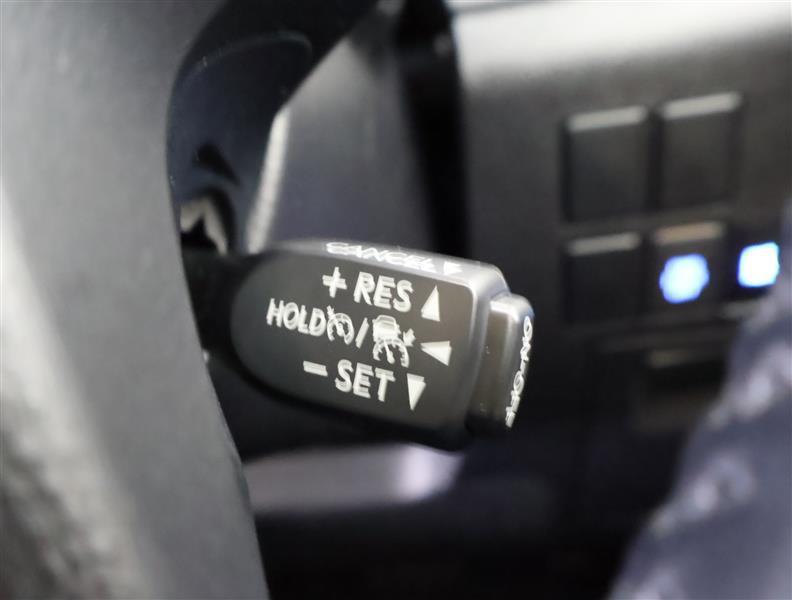 CANCEL ▶
+ RES ▲
HOLD / ◀
− SET ▼
ON-OFF